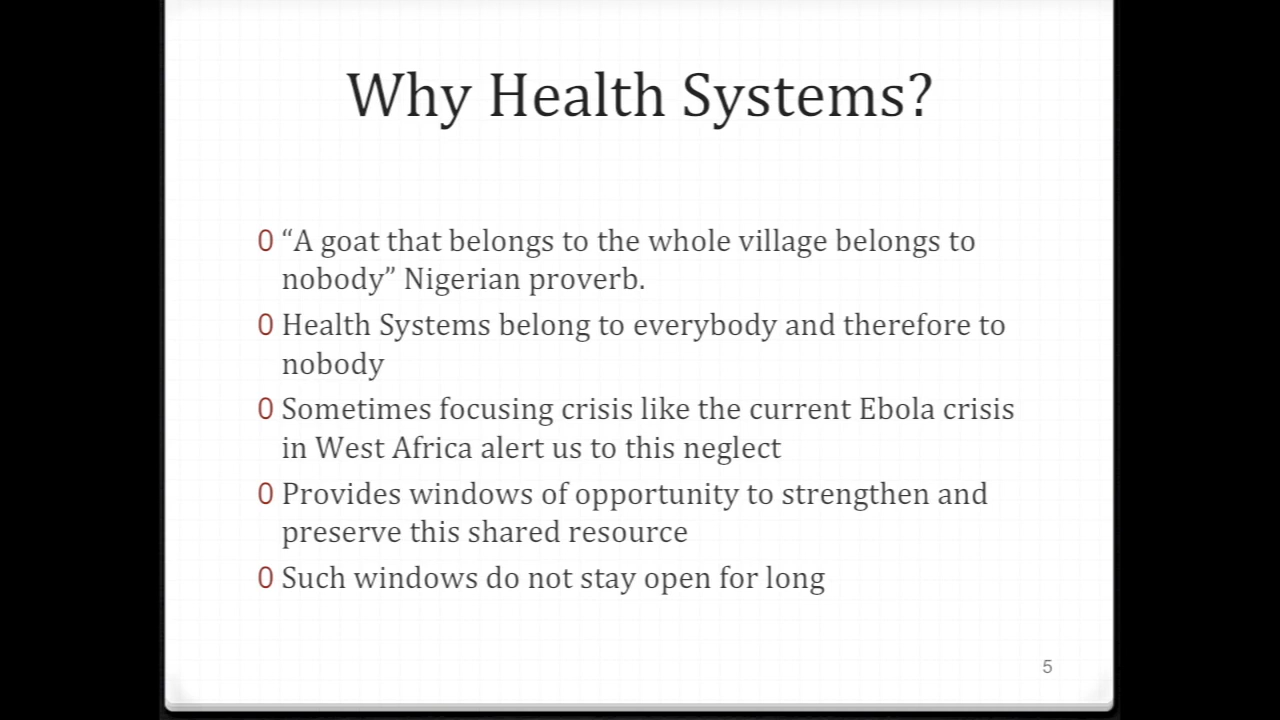 Why Health Systems?
0 “A goat that belongs to the whole village belongs to
nobody” Nigerian proverb.
0 Health Systems belong to everybody and therefore to
nobody
0 Sometimes focusing crisis like the current Ebola crisis
in West Africa alert us to this neglect
0 Provides windows of opportunity to strengthen and
preserve this shared resource
0 Such windows do not stay open for long
5